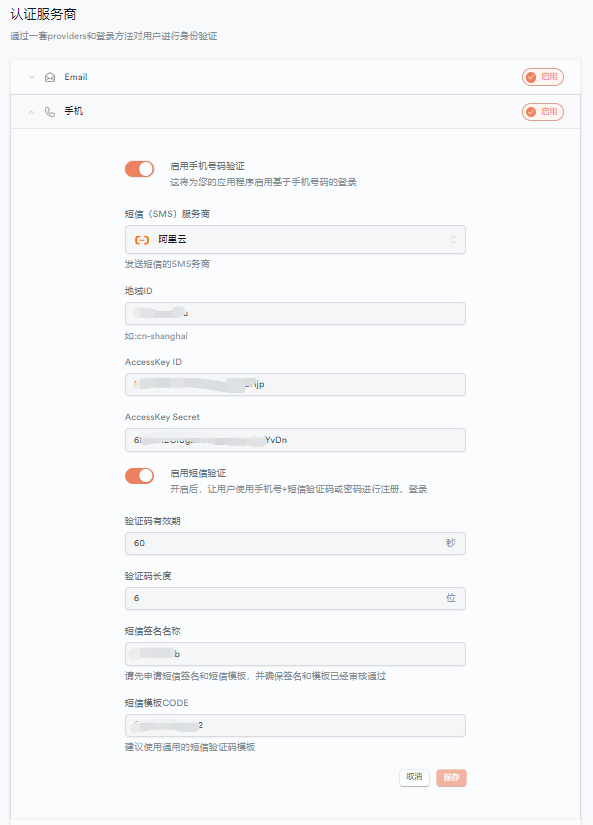 认证服务商
通过一套providers和登录方法对用户进行身份验证
Email
启用
手机
启用
启用手机号码验证
这将为您的应用程序启用基于手机号码的登录
短信（SMS）服务商
阿里云
发送短信的SMS务商
地域ID
u
如:cn-shanghai
AccessKey ID
jp
AccessKey Secret
YvDn
启用短信验证
开启后，让用户使用手机号+短信验证码或密码进行注册、登录
验证码有效期
60 秒
验证码长度
6 位
短信签名名称
b
请先申请短信签名和短信模板，并确保签名和模板已经审核通过
短信模板CODE
2
建议使用通用的短信验证码模板
取消 保存